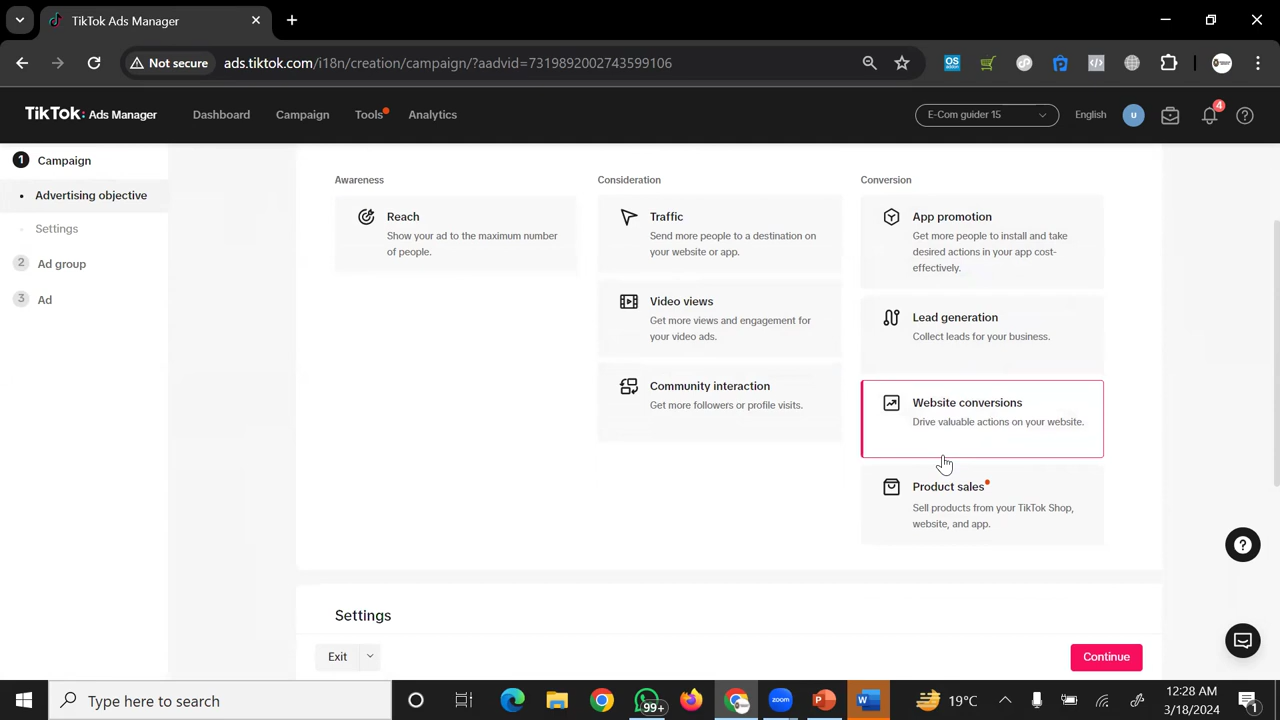 TikTok Ads Manager
Not secure
ads.tiktok.com/i18n/creation/campaign/?aadvid=7319892002743599106
TikTok: Ads Manager
Dashboard
Campaign
Tools
Analytics
E-Com guider 15
English
u
4
1 Campaign
Advertising objective
Settings
2 Ad group
3 Ad
Awareness
Reach
Show your ad to the maximum number
of people.
Consideration
Traffic
Send more people to a destination on
your website or app.
Video views
Get more views and engagement for
your video ads.
Community interaction
Get more followers or profile visits.
Conversion
App promotion
Get more people to install and take
desired actions in your app cost-
effectively.
Lead generation
Collect leads for your business.
Website conversions
Drive valuable actions on your website.
Product sales
Sell products from your TikTok Shop,
website, and app.
Settings
Exit
Continue
Type here to search
99+
19°C
12:28 AM
3/18/2024
1